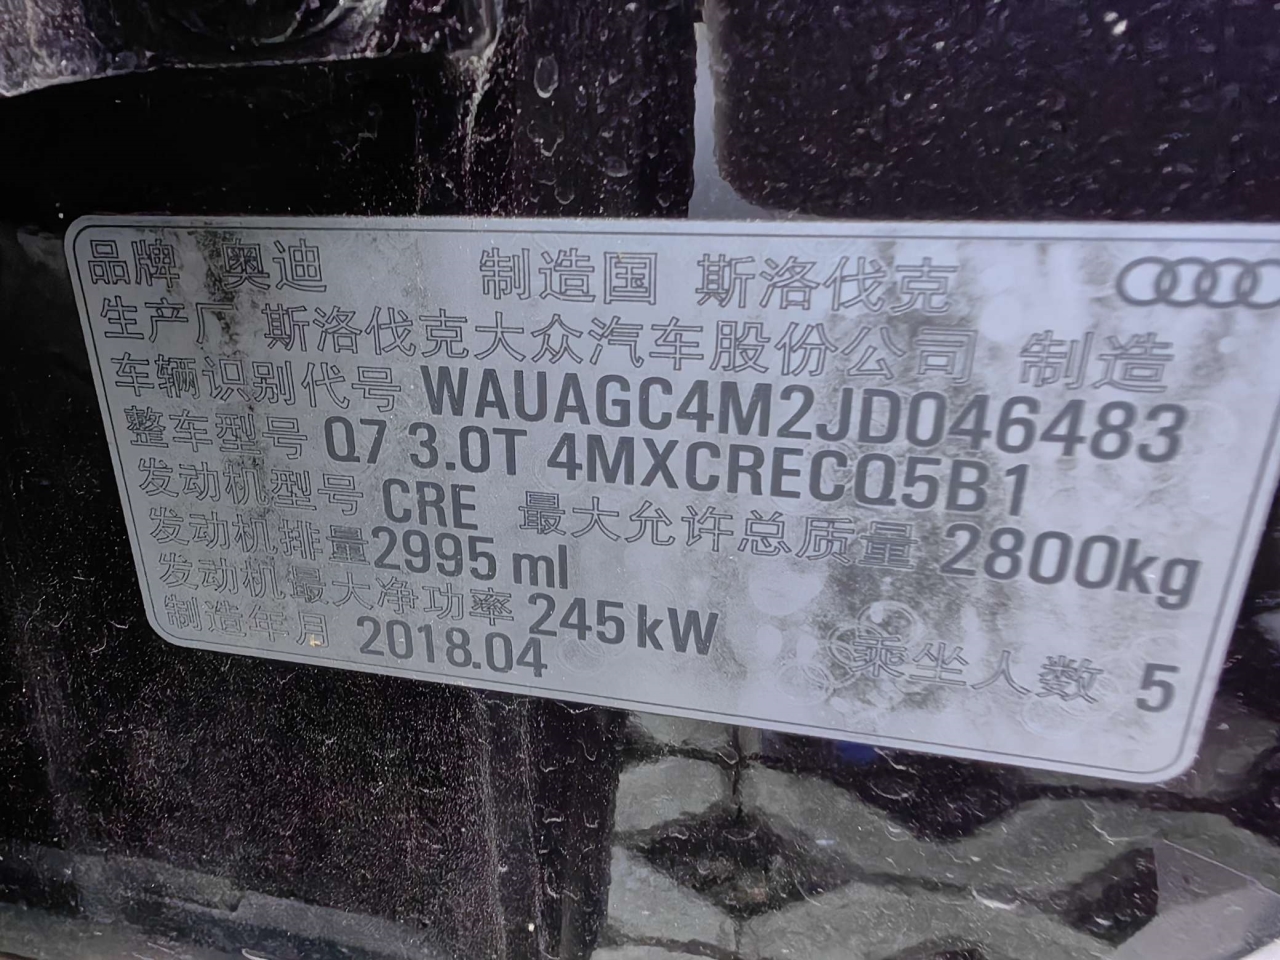 品牌 奥迪 制造国 斯洛伐克
生产厂 斯洛伐克大众汽车股份公司 制造
车辆识别代号 WAUAGC4M2JD046483
整车型号 Q7 3.0T 4MXCRECQ5B1
发动机型号 CRE 最大允许总质量 2800kg
发动机排量 2995 ml
发动机最大净功率 245 kW 乘坐人数 5
制造年月 2018.04